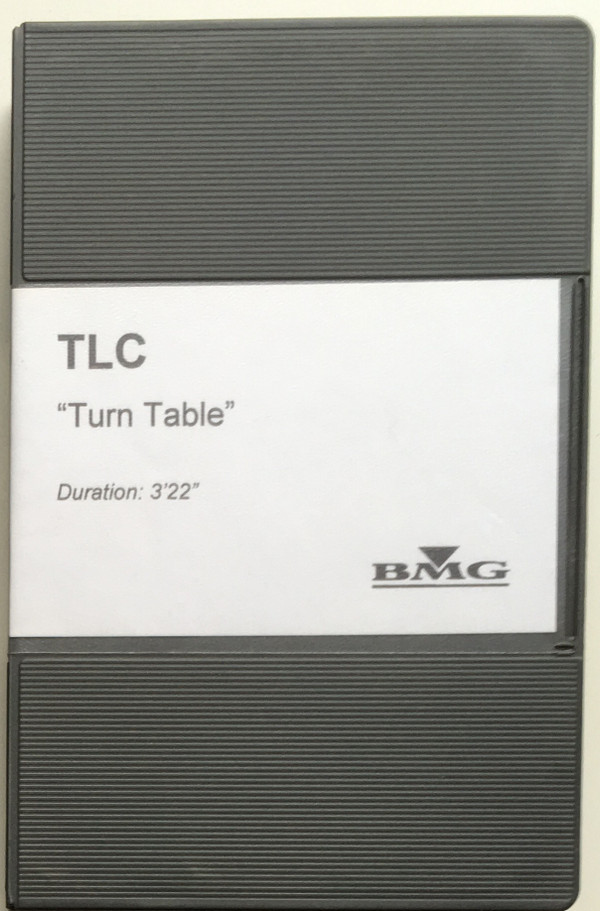 TLC
“Turn Table”
Duration: 3’22”
BMG